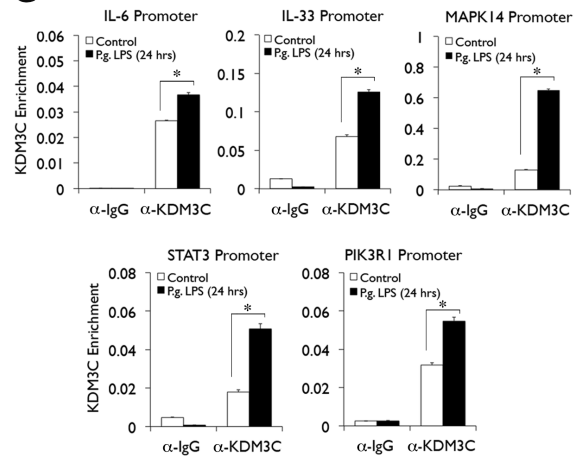 IL-6 Promoter
KDM3C Enrichment
0.06
0.05
0.04
0.03
0.02
0.01
0
Control
P.g. LPS (24 hrs)
*
α-IgG α-KDM3C
IL-33 Promoter
0.2
0.15
0.1
0.05
0
Control
P.g. LPS (24 hrs)
*
α-IgG α-KDM3C
MAPK14 Promoter
1
0.8
0.6
0.4
0.2
0
Control
P.g. LPS (24 hrs)
*
α-IgG α-KDM3C
STAT3 Promoter
KDM3C Enrichment
0.08
0.06
0.04
0.02
0
Control
P.g. LPS (24 hrs)
*
α-IgG α-KDM3C
PIK3R1 Promoter
0.08
0.06
0.04
0.02
0
Control
P.g. LPS (24 hrs)
*
α-IgG α-KDM3C